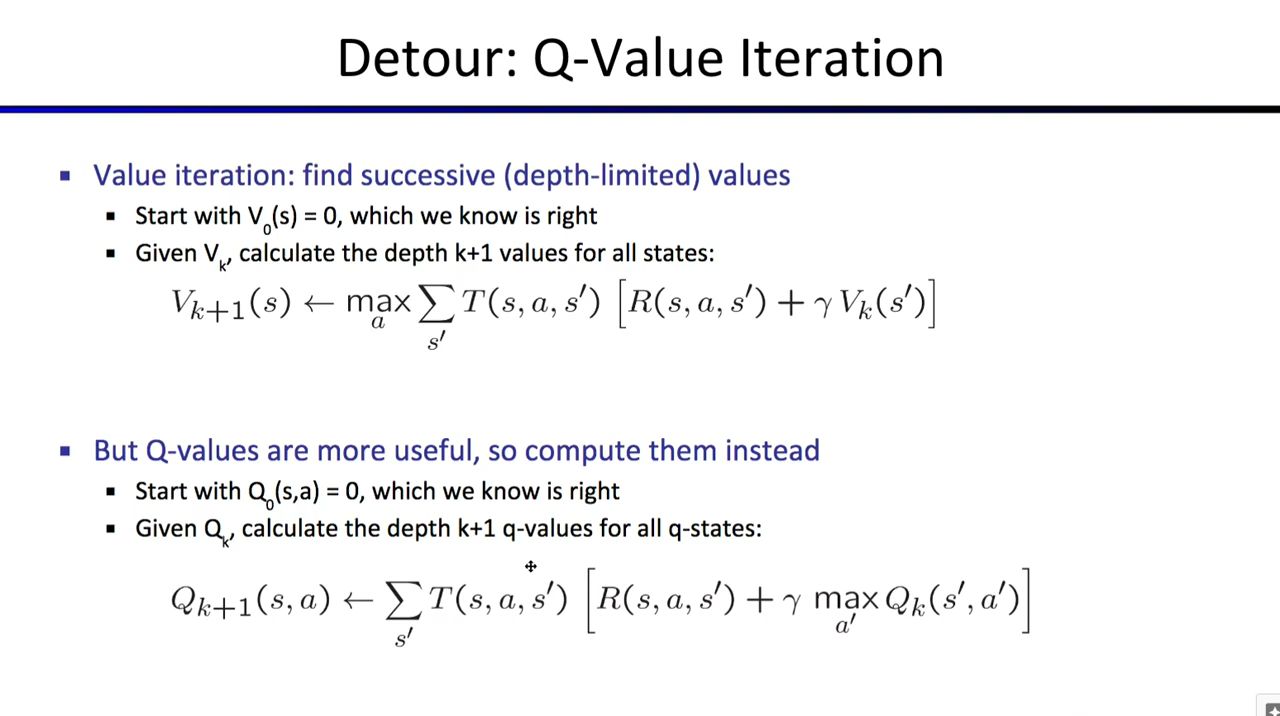 Detour: Q-Value Iteration
▪ Value iteration: find successive (depth-limited) values
▪ Start with V₀(s) = 0, which we know is right
▪ Given Vₖ, calculate the depth k+1 values for all states:
Vₖ₊₁(s) ← max_a ∑_{s′} T(s, a, s′) [R(s, a, s′) + γ Vₖ(s′)]
▪ But Q-values are more useful, so compute them instead
▪ Start with Q₀(s,a) = 0, which we know is right
▪ Given Qₖ, calculate the depth k+1 q-values for all q-states:
Qₖ₊₁(s, a) ← ∑_{s′} T(s, a, s′) [R(s, a, s′) + γ max_{a′} Qₖ(s′, a′)]